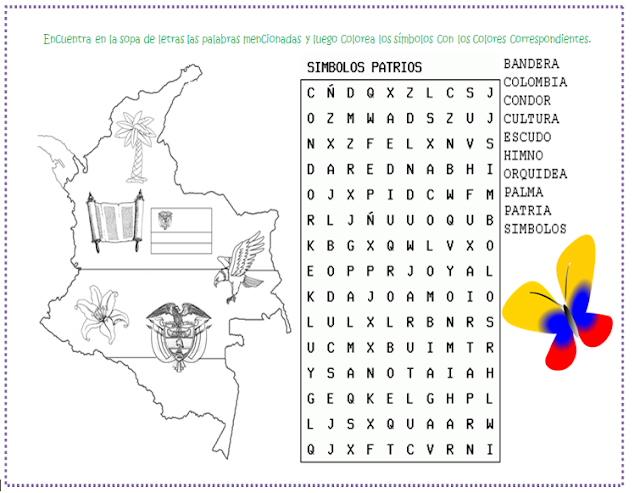 EnCuentra en la sopa de letras las palabras menCionadas y luego Colorea los símbolos Con los Colores Correspondientes.
SIMBOLOS PATRIOS
C Ñ D Q X Z L C S J
O Z M W A D S Z U J
N X Z F E L X N V S
D A R E D N A B H I
O J X P I D C W F M
R L J Ñ U U O Q U B
K B G X Q W L V X O
E O P P R J O Y A L
K D A J O A M O I O
L U L X L R B N R S
U C M X B U I M T R
Y S A N O T A I A H
G E Q K E L G H P L
L J S X Q U A A R W
Q J X F T C V R N I
BANDERA
COLOMBIA
CONDOR
CULTURA
ESCUDO
HIMNO
ORQUIDEA
PALMA
PATRIA
SIMBOLOS